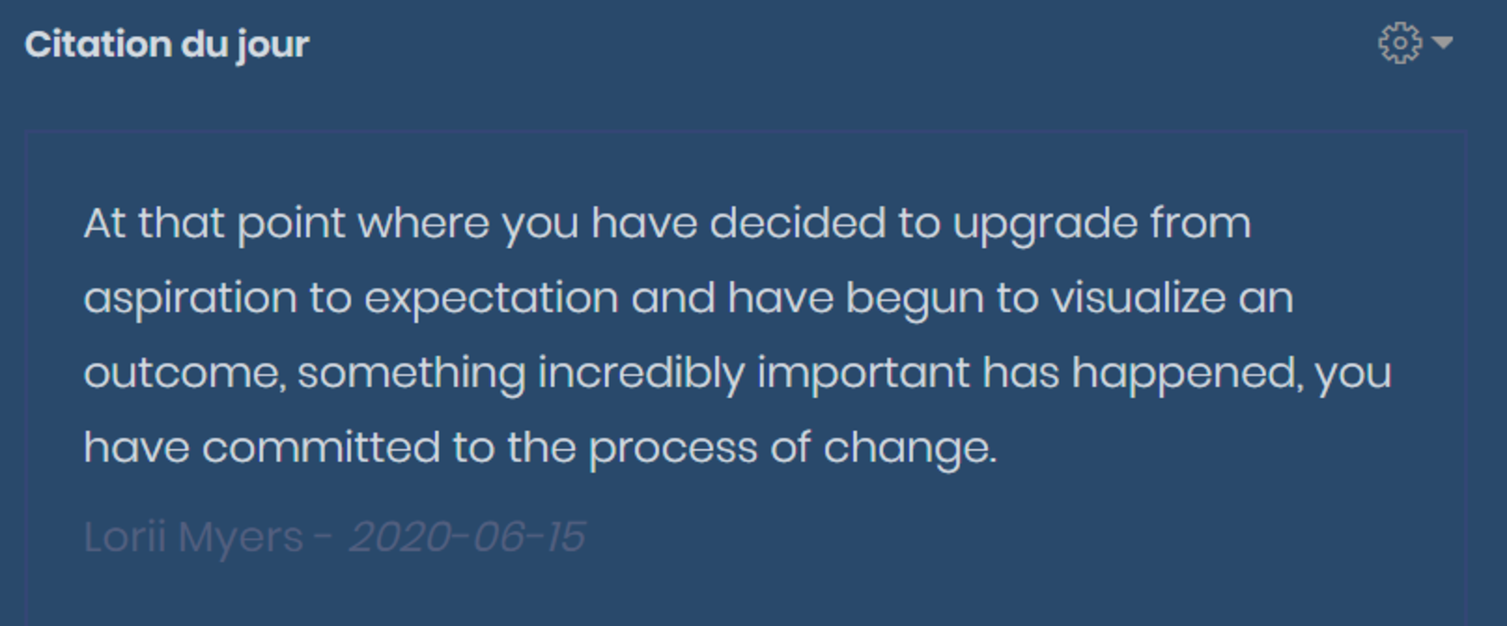 Citation du jour
At that point where you have decided to upgrade from
aspiration to expectation and have begun to visualize an
outcome, something incredibly important has happened, you
have committed to the process of change.
Lorii Myers - 2020-06-15